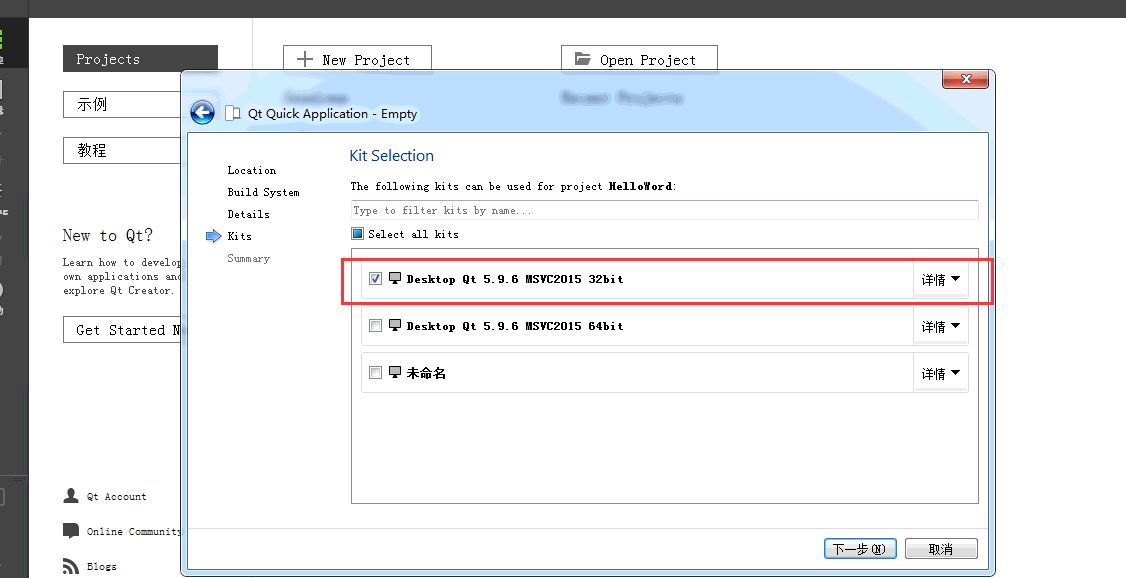 Projects
New Project
Open Project
示例
教程
New to Qt?
Learn how to develop
own applications and
explore Qt Creator.
Get Started N
Qt Account
Online Community
Blogs
Qt Quick Application - Empty
Location
Build System
Details
Kits
Summary
Kit Selection
The following kits can be used for project HelloWord:
Type to filter kits by name...
Select all kits
Desktop Qt 5.9.6 MSVC2015 32bit 详情
Desktop Qt 5.9.6 MSVC2015 64bit 详情
未命名 详情
下一步(N) 取消